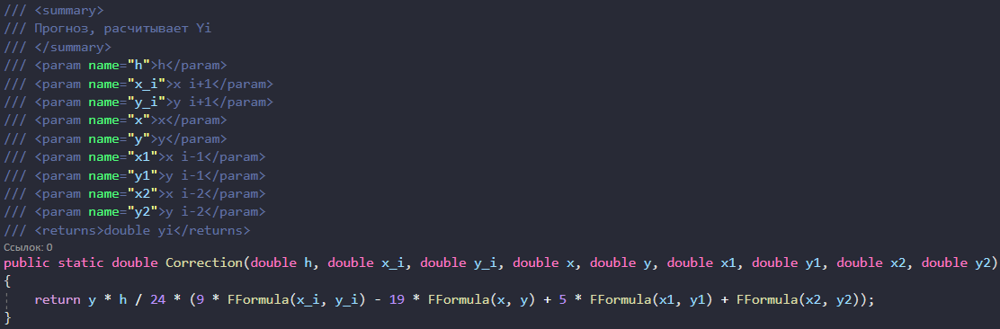 /// <summary>
/// Прогноз, расчитывает Yi
/// </summary>
/// <param name="h">h</param>
/// <param name="x_i">x i+1</param>
/// <param name="y_i">y i+1</param>
/// <param name="x">x</param>
/// <param name="y">y</param>
/// <param name="x1">x i-1</param>
/// <param name="y1">y i-1</param>
/// <param name="x2">x i-2</param>
/// <param name="y2">y i-2</param>
/// <returns>double yi</returns>
Ссылок: 0
public static double Correction(double h, double x_i, double y_i, double x, double y, double x1, double y1, double x2, double y2)
{
return y * h / 24 * (9 * FFormula(x_i, y_i) - 19 * FFormula(x, y) + 5 * FFormula(x1, y1) + FFormula(x2, y2));
}